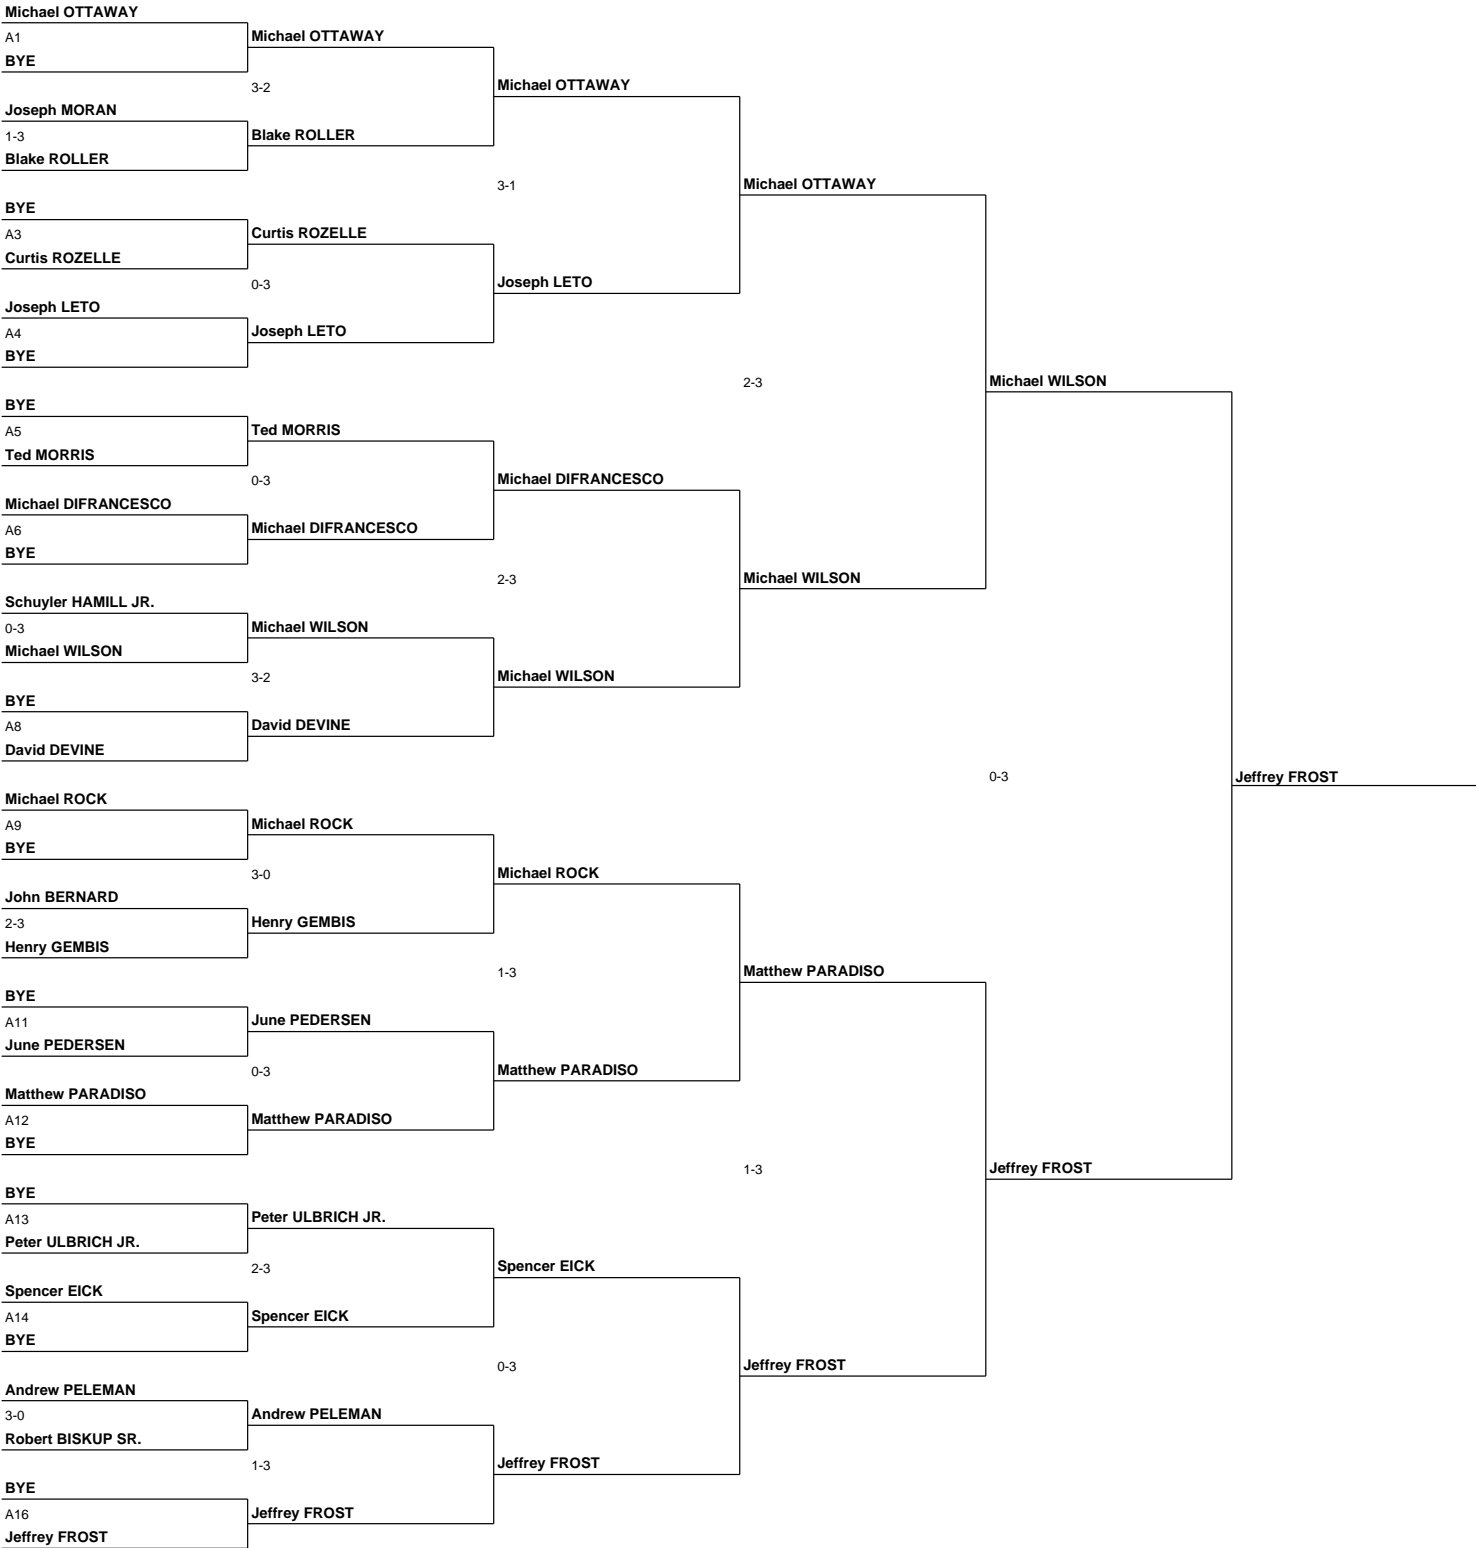 Michael OTTAWAY
A1
BYE
Joseph MORAN
1-3
Blake ROLLER
BYE
A3
Curtis ROZELLE
Joseph LETO
A4
BYE
BYE
A5
Ted MORRIS
Michael DIFRANCESCO
A6
BYE
Schuyler HAMILL JR.
0-3
Michael WILSON
BYE
A8
David DEVINE
Michael ROCK
A9
BYE
John BERNARD
2-3
Henry GEMBIS
BYE
A11
June PEDERSEN
Matthew PARADISO
A12
BYE
BYE
A13
Peter ULBRICH JR.
Spencer EICK
A14
BYE
Andrew PELEMAN
3-0
Robert BISKUP SR.
BYE
A16
Jeffrey FROST
Michael OTTAWAY
3-2
Blake ROLLER
Curtis ROZELLE
0-3
Joseph LETO
Ted MORRIS
0-3
Michael DIFRANCESCO
Michael WILSON
3-2
David DEVINE
Michael ROCK
3-0
Henry GEMBIS
June PEDERSEN
0-3
Matthew PARADISO
Peter ULBRICH JR.
2-3
Spencer EICK
Andrew PELEMAN
1-3
Jeffrey FROST
Michael OTTAWAY
3-1
Joseph LETO
Michael DIFRANCESCO
2-3
Michael WILSON
Michael ROCK
1-3
Matthew PARADISO
Spencer EICK
0-3
Jeffrey FROST
Michael OTTAWAY
2-3
Michael WILSON
Matthew PARADISO
1-3
Jeffrey FROST
Michael WILSON
0-3
Jeffrey FROST
Jeffrey FROST